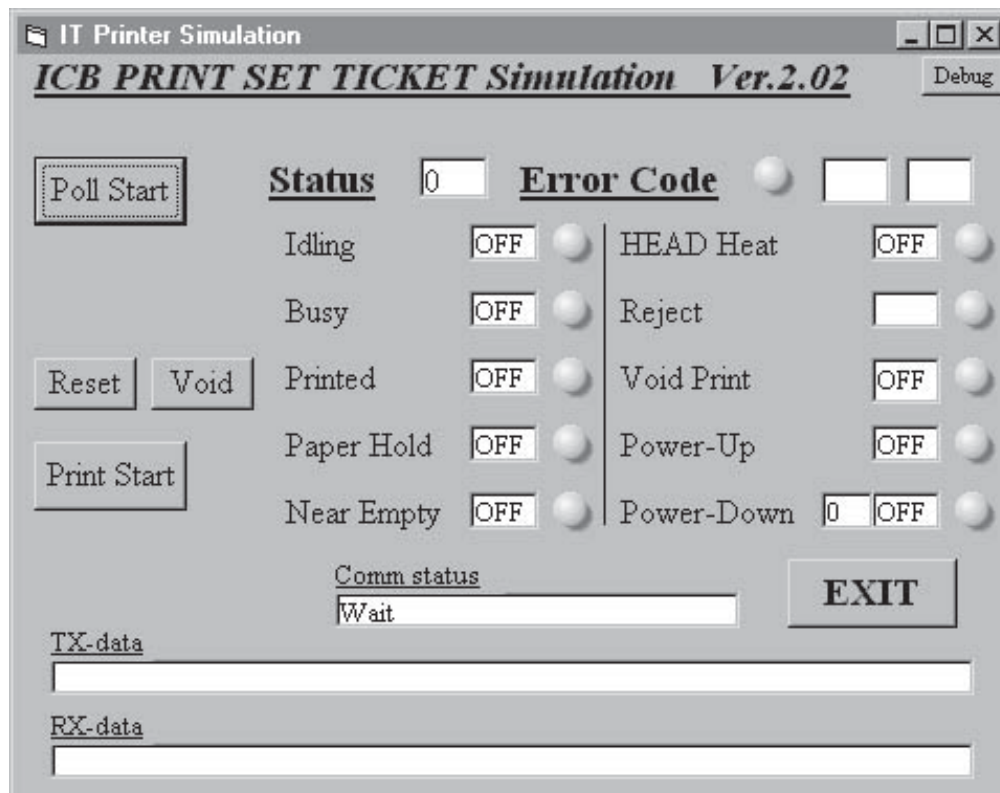 IT Printer Simulation
ICB PRINT SET TICKET Simulation Ver.2.02
Debug
Poll Start
Status 0 Error Code
Idling OFF HEAD Heat OFF
Busy OFF Reject
Reset Void Printed OFF Void Print OFF
Paper Hold OFF Power-Up OFF
Print Start
Near Empty OFF Power-Down 0 OFF
Comm status
Wait
EXIT
TX-data
RX-data